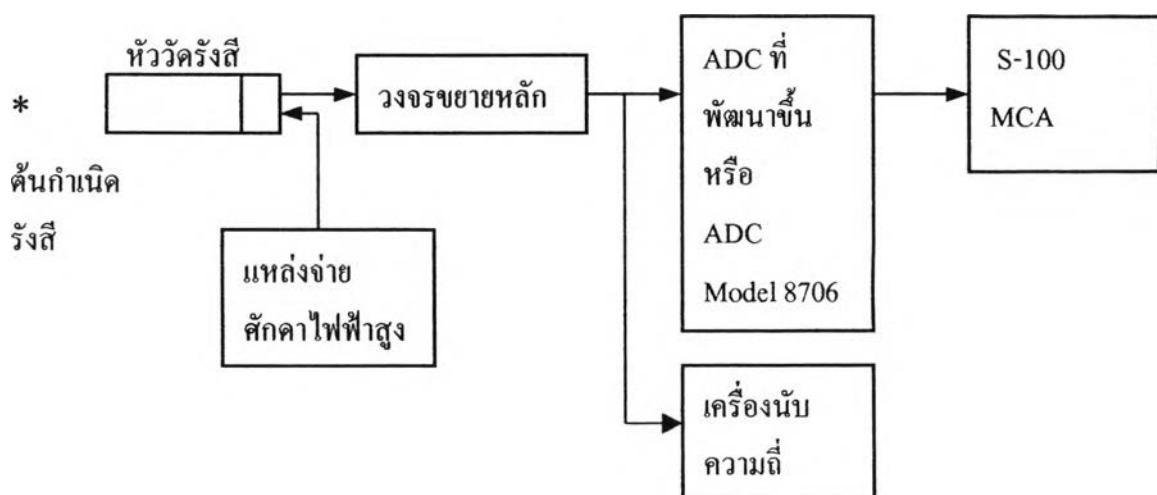 หัววัดรังสี
*
ต้นกำเนิด
รังสี
วงจรขยายหลัก
แหล่งจ่าย
ศักดาไฟฟ้าสูง
ADC ที่
พัฒนาขึ้น
หรือ
ADC
Model 8706
S-100
MCA
เครื่องนับ
ความถี่